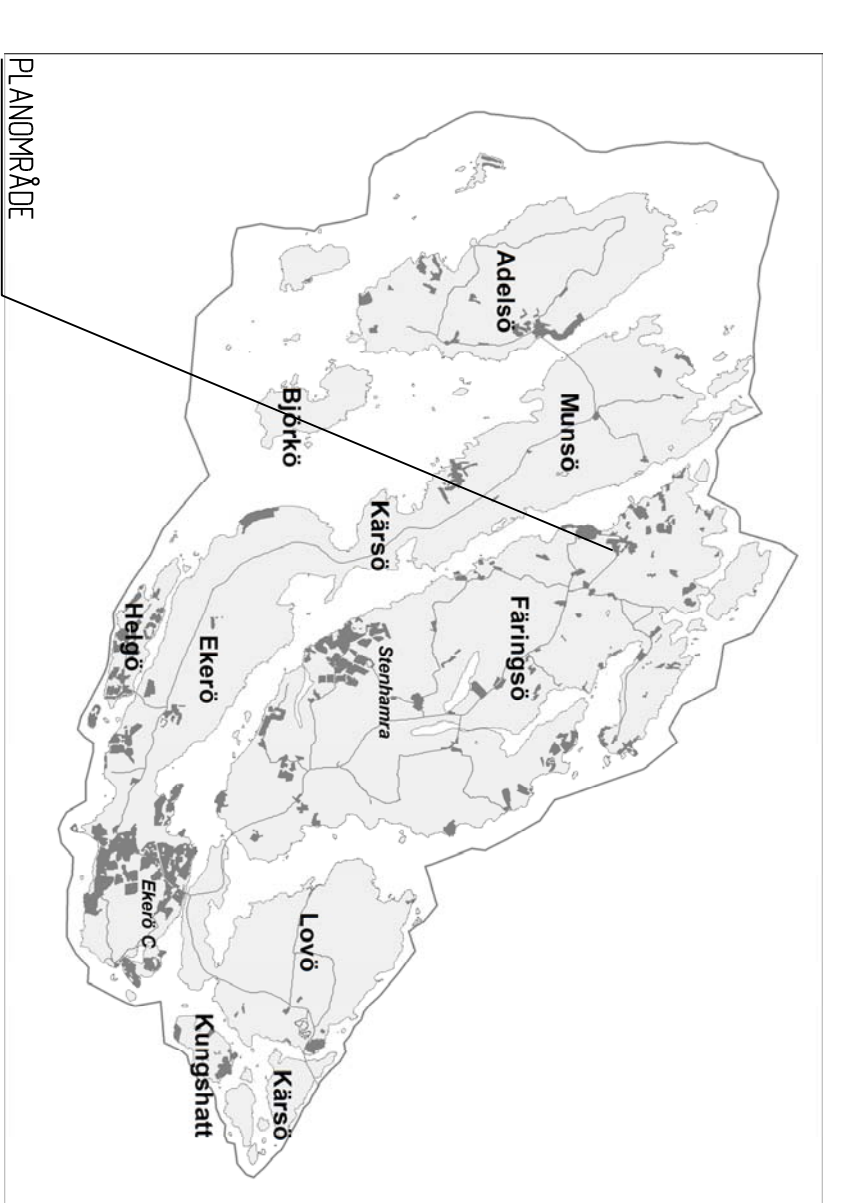 PLANOMRÅDE
Adelsö
Munsö
Björkö
Kärsö
Färingsö
Helgö
Ekerö
Stenhamra
Ekerö C
Lovö
Kungshatt
Kärsö